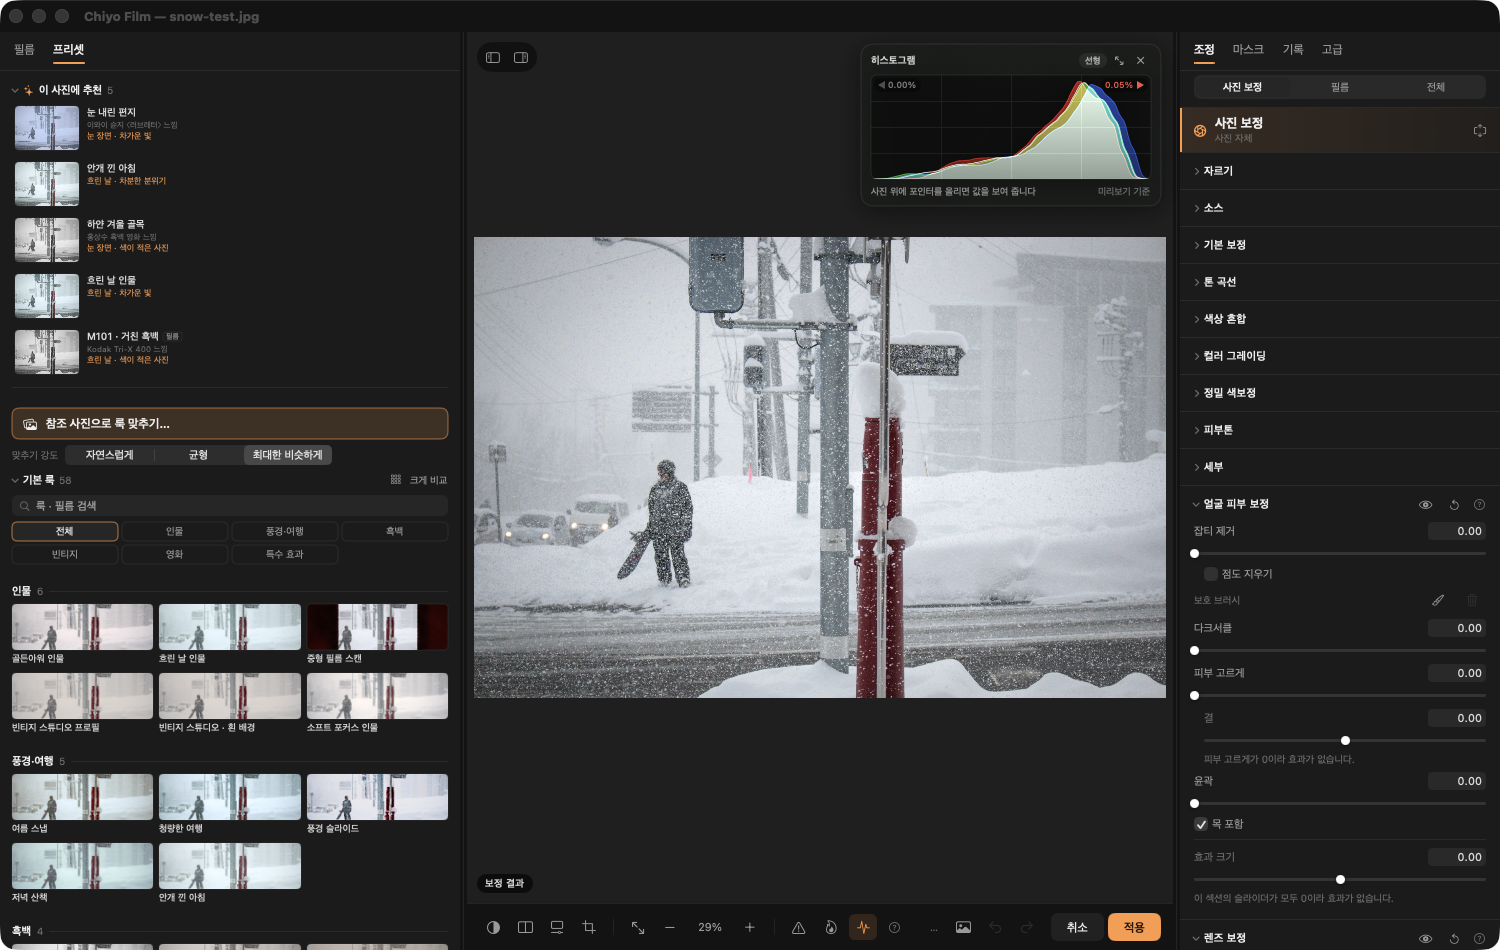 Chiyo Film — snow-test.jpg
필름
프리셋
이 사진에 추천 5
눈 내린 편지
이와이 슌지 〈러브레터〉 느낌
눈 장면 · 차가운 빛
안개 낀 아침
흐린 날 · 차분한 분위기
하얀 겨울 골목
홍상수 흑백 영화 느낌
눈 장면 · 색이 적은 사진
흐린 날 인물
흐린 날 · 차가운 빛
M101 · 거친 흑백 필름
Kodak Tri-X 400 느낌
흐린 날 · 색이 적은 사진
참조 사진으로 룩 맞추기...
맞추기 강도
자연스럽게
균형
최대한 비슷하게
기본 룩 58
크게 비교
룩 · 필름 검색
전체
인물
풍경·여행
흑백
빈티지
영화
특수 효과
인물 6
골든아워 인물
흐린 날 인물
중형 필름 스캔
빈티지 스튜디오 프로필
빈티지 스튜디오 · 흰 배경
소프트 포커스 인물
풍경·여행 5
여름 스냅
청량한 여행
풍경 슬라이드
저녁 산책
안개 낀 아침
흑백 4
히스토그램
선형
0.00%
0.05%
사진 위에 포인터를 올리면 값을 보여 줍니다
미리보기 기준
보정 결과
29%
...
취소
적용
조정
마스크
기록
고급
사진 보정
필름
전체
사진 보정
사진 자체
자르기
소스
기본 보정
톤 곡선
색상 혼합
컬러 그레이딩
정밀 색보정
피부톤
세부
얼굴 피부 보정
잡티 제거
0.00
점도 지우기
보호 브러시
다크서클
0.00
피부 고르게
0.00
결
0.00
피부 고르게가 0이라 효과가 없습니다.
윤곽
0.00
목 포함
효과 크기
0.00
이 섹션의 슬라이더가 모두 0이라 효과가 없습니다.
렌즈 보정